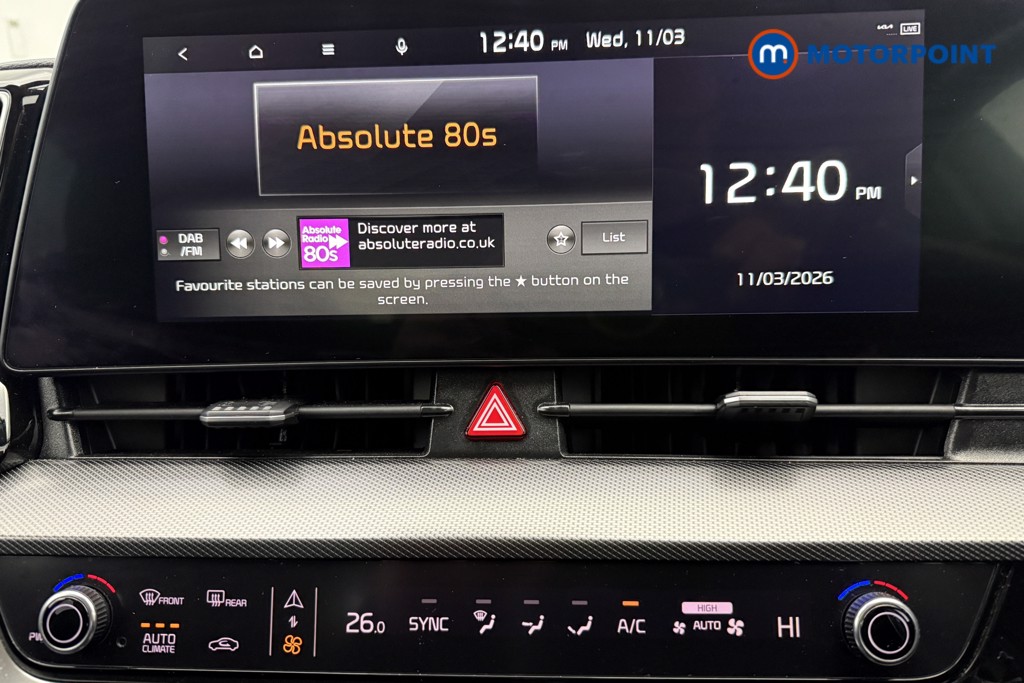 12:40 PM Wed, 11/03
LIVE
MOTORPOINT
Absolute 80s
12:40 PM
DAB
/FM
Absolute
Radio
80s
Discover more at
absoluteradio.co.uk
List
Favourite stations can be saved by pressing the ★ button on the
screen.
11/03/2026
FRONT
REAR
AUTO
CLIMATE
26.0
SYNC
A/C
HIGH
AUTO
HI